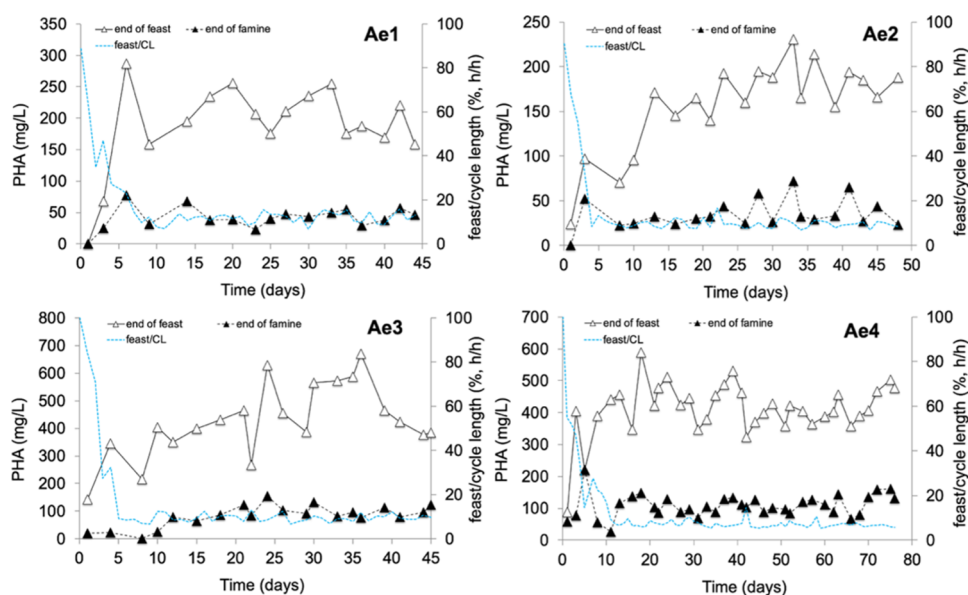 end of feast
end of famine
feast/CL
Ae1
PHA (mg/L)
350
300
250
200
150
100
50
0
feast/cycle length (%, h/h)
100
80
60
40
20
0
0 5 10 15 20 25 30 35 40 45
Time (days)
end of feast
end of famine
feast/CL
Ae2
PHA (mg/L)
250
200
150
100
50
0
feast/cycle length (%, h/h)
100
80
60
40
20
0
0 5 10 15 20 25 30 35 40 45 50
Time (days)
end of feast
end of famine
feast/CL
Ae3
PHA (mg/L)
800
700
600
500
400
300
200
100
0
feast/cycle length (%, h/h)
100
80
60
40
20
0
0 5 10 15 20 25 30 35 40 45
Time (days)
end of feast
end of famine
feast/CL
Ae4
PHA (mg/L)
700
600
500
400
300
200
100
0
feast/cycle length (%, h/h)
100
80
60
40
20
0
0 10 20 30 40 50 60 70 80
Time (days)